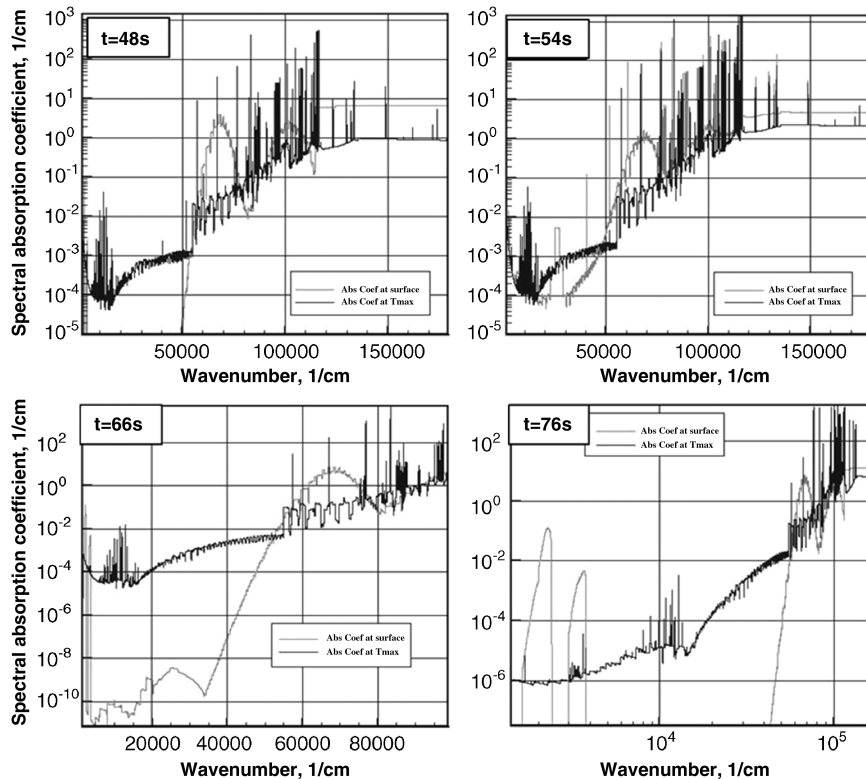 t=48s
Spectral absorption coefficient, 1/cm
10^3
10^2
10^1
10^0
10^-1
10^-2
10^-3
10^-4
10^-5
Abs Coef at surface
Abs Coef at Tmax
50000 100000 150000
Wavenumber, 1/cm
t=54s
10^3
10^2
10^1
10^0
10^-1
10^-2
10^-3
10^-4
10^-5
Abs Coef at surface
Abs Coef at Tmax
50000 100000 150000
Wavenumber, 1/cm
t=66s
Spectral absorption coefficient, 1/cm
10^2
10^0
10^-2
10^-4
10^-6
10^-8
10^-10
Abs Coef at surface
Abs Coef at Tmax
20000 40000 60000 80000
Wavenumber, 1/cm
t=76s
Abs Coef at surface
Abs Coef at Tmax
10^2
10^0
10^-2
10^-4
10^-6
10^4 10^5
Wavenumber, 1/cm